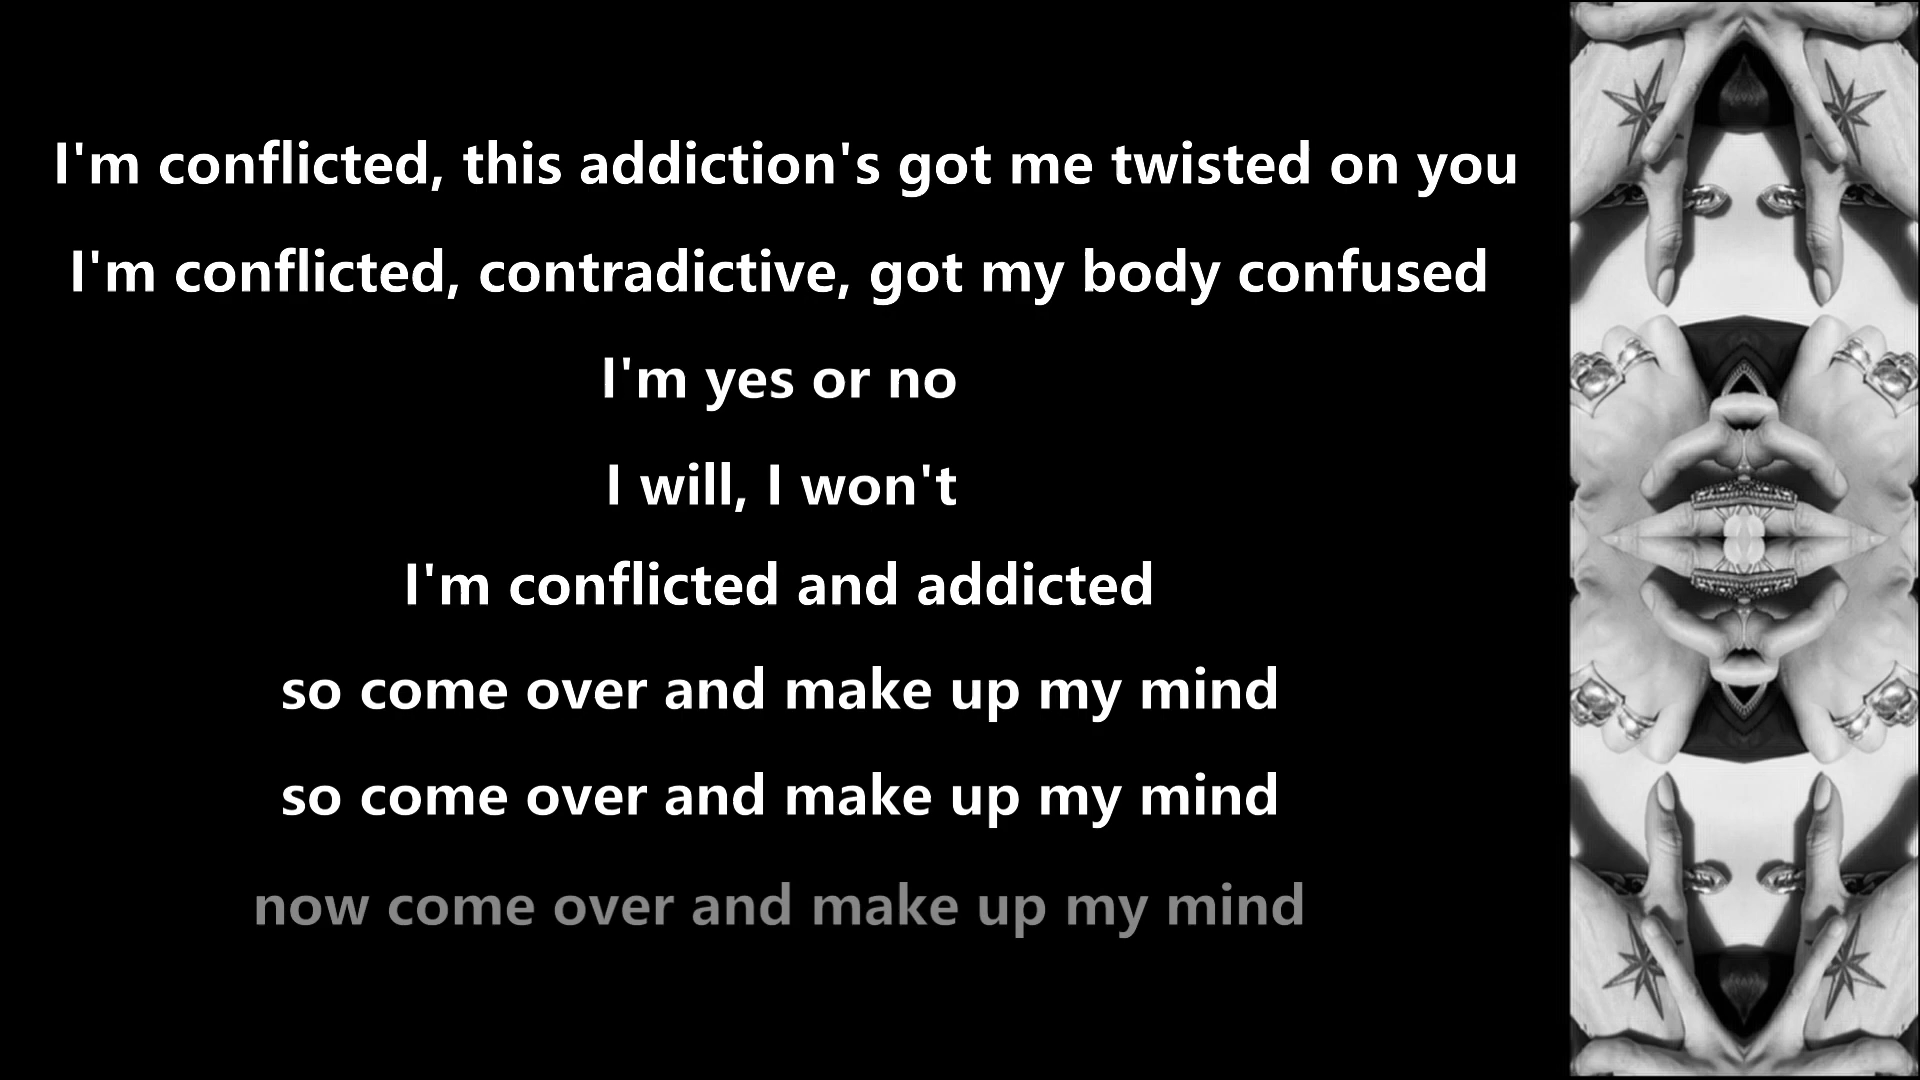 I'm conflicted, this addiction's got me twisted on you
I'm conflicted, contradictive, got my body confused
I'm yes or no
I will, I won't
I'm conflicted and addicted
so come over and make up my mind
so come over and make up my mind
now come over and make up my mind